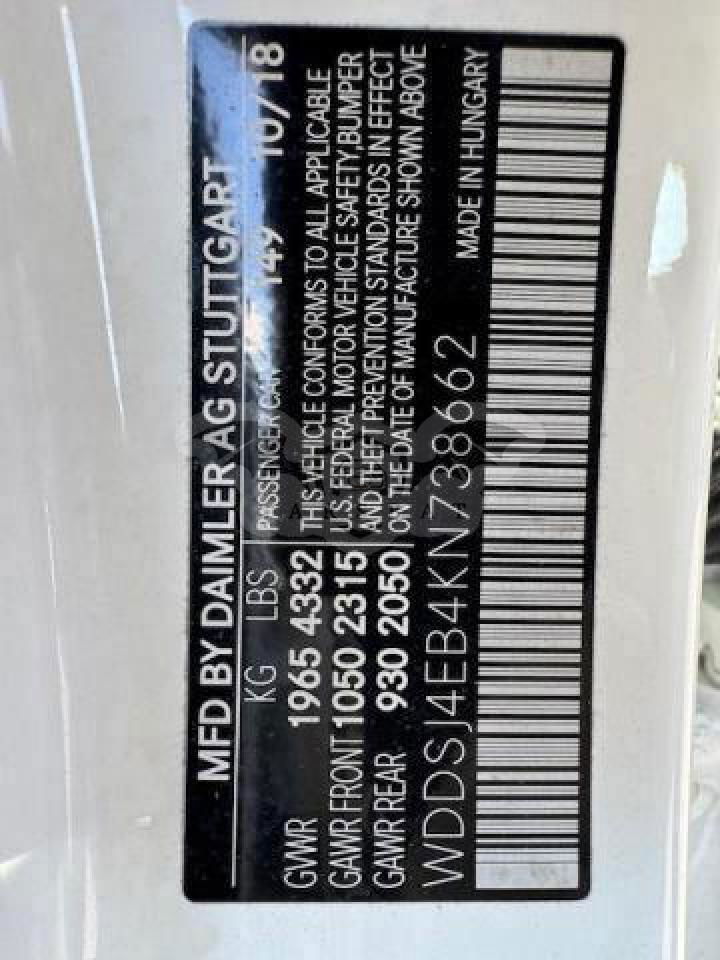 MFD BY DAIMLER AG STUTTGART
KG LBS
PASSENGER CAR
149 10/18
GVWR 1965 4332
GAWR FRONT 1050 2315
GAWR REAR 930 2050
THIS VEHICLE CONFORMS TO ALL APPLICABLE
U.S. FEDERAL MOTOR VEHICLE SAFETY,BUMPER
AND THEFT PREVENTION STANDARDS IN EFFECT
ON THE DATE OF MANUFACTURE SHOWN ABOVE
WDDSJ4EB4KN738662
MADE IN HUNGARY